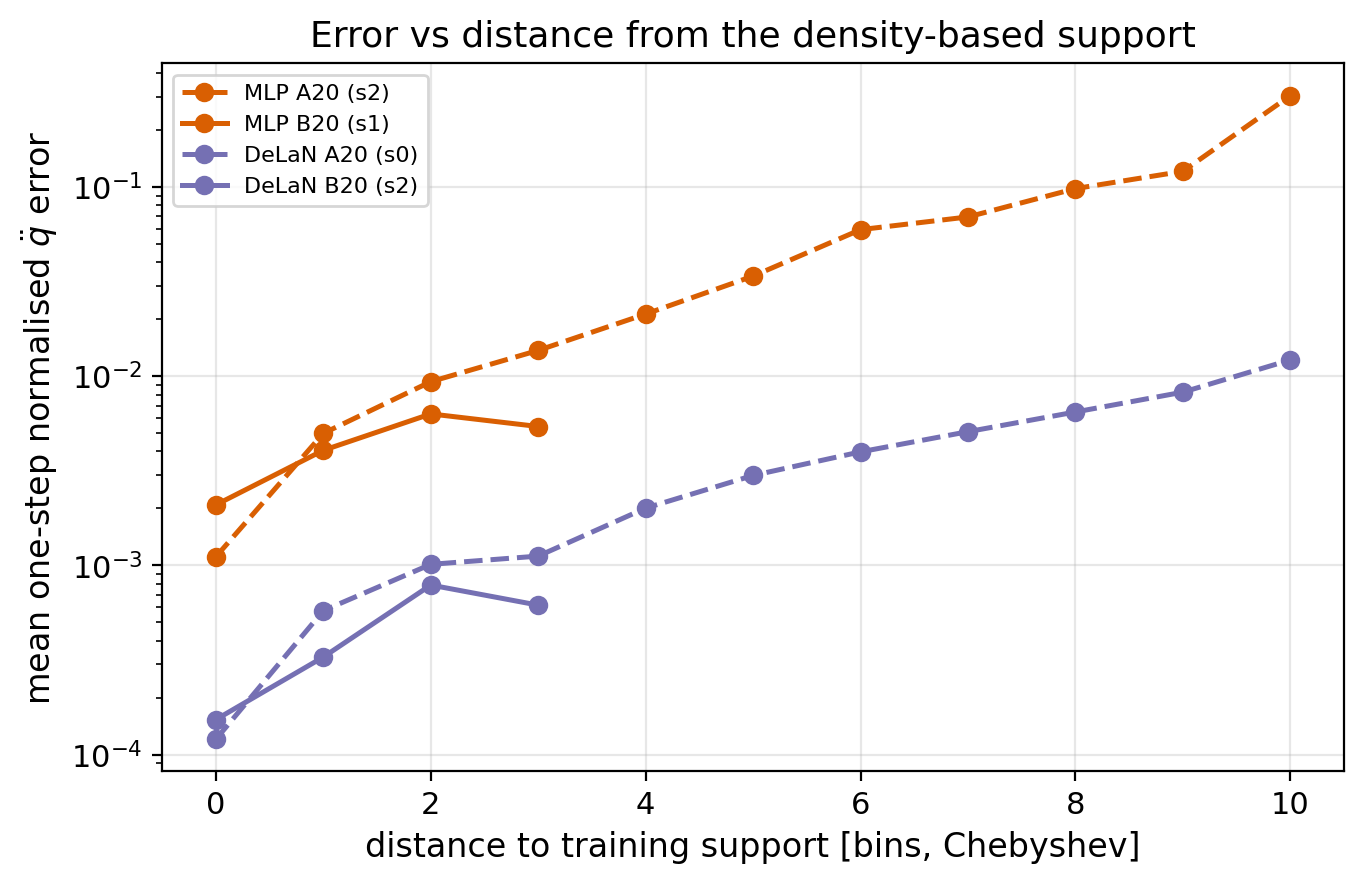 Error vs distance from the density-based support
MLP A20 (s2)
MLP B20 (s1)
DeLaN A20 (s0)
DeLaN B20 (s2)
mean one-step normalised q̈ error
10⁻¹
10⁻²
10⁻³
10⁻⁴
0 2 4 6 8 10
distance to training support [bins, Chebyshev]